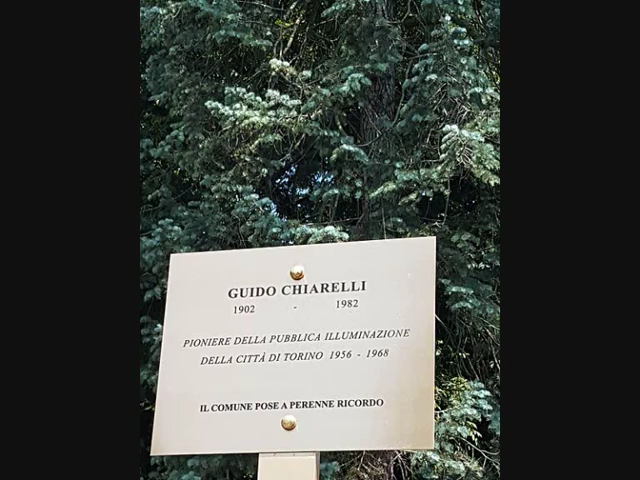 GUIDO CHIARELLI
1902 - 1982
PIONIERE DELLA PUBBLICA ILLUMINAZIONE
DELLA CITTÀ DI TORINO 1956 - 1968
IL COMUNE POSE A PERENNE RICORDO